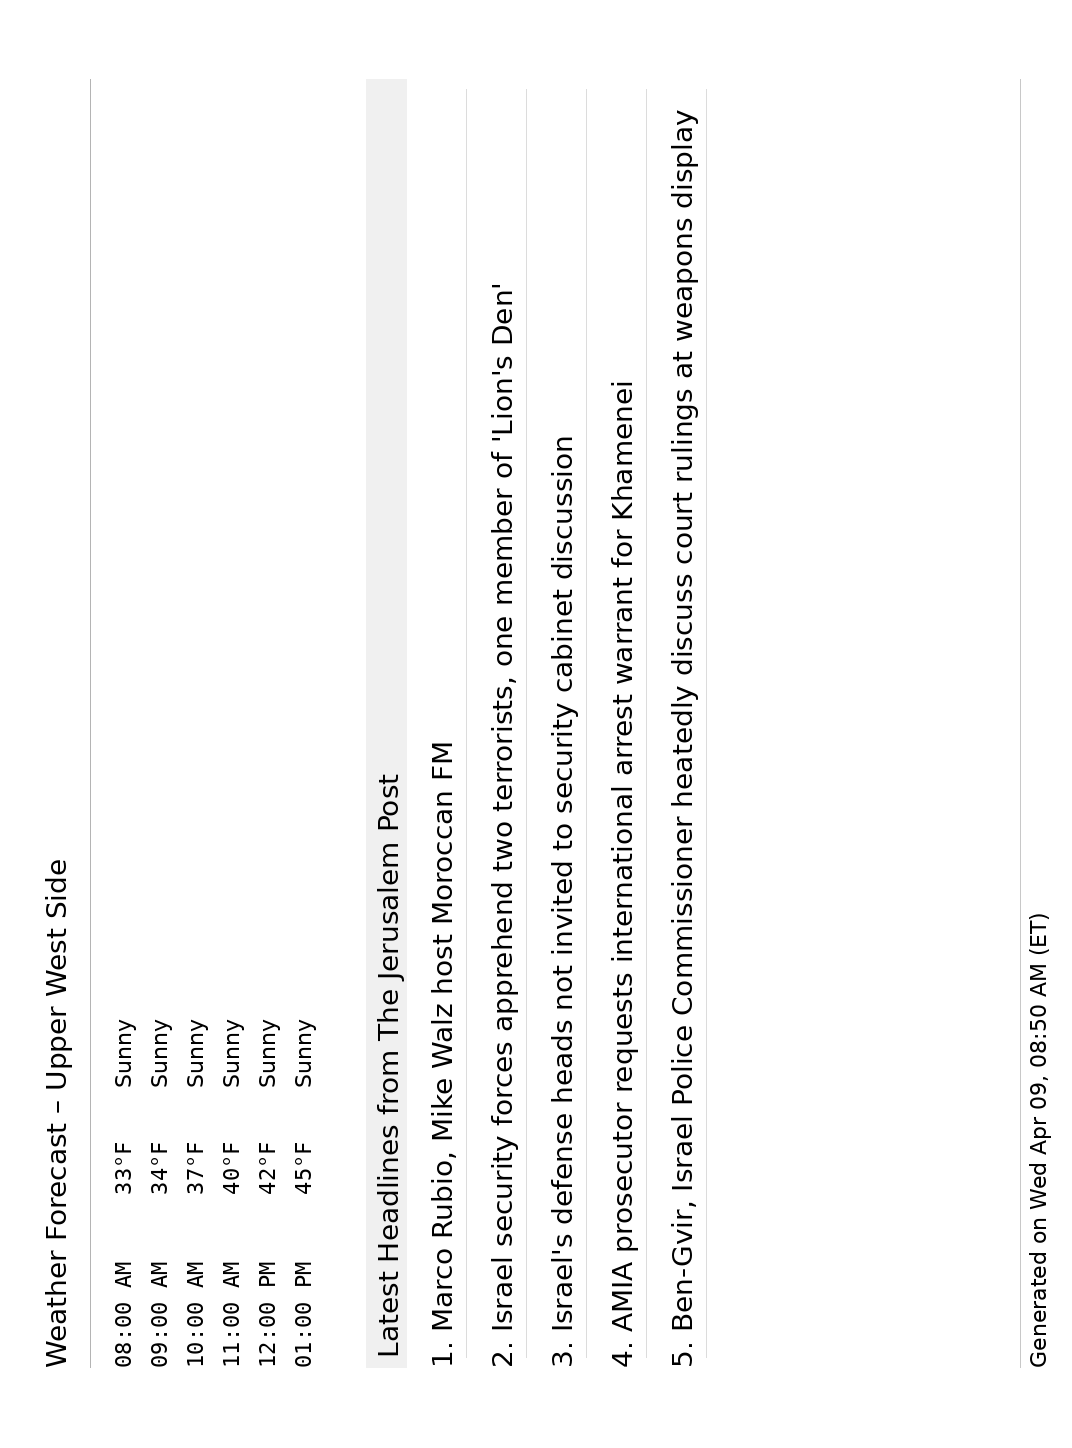 Weather Forecast – Upper West Side
08:00 AM 33°F Sunny
09:00 AM 34°F Sunny
10:00 AM 37°F Sunny
11:00 AM 40°F Sunny
12:00 PM 42°F Sunny
01:00 PM 45°F Sunny
Latest Headlines from The Jerusalem Post
1. Marco Rubio, Mike Walz host Moroccan FM
2. Israel security forces apprehend two terrorists, one member of 'Lion's Den'
3. Israel's defense heads not invited to security cabinet discussion
4. AMIA prosecutor requests international arrest warrant for Khamenei
5. Ben-Gvir, Israel Police Commissioner heatedly discuss court rulings at weapons display
Generated on Wed Apr 09, 08:50 AM (ET)